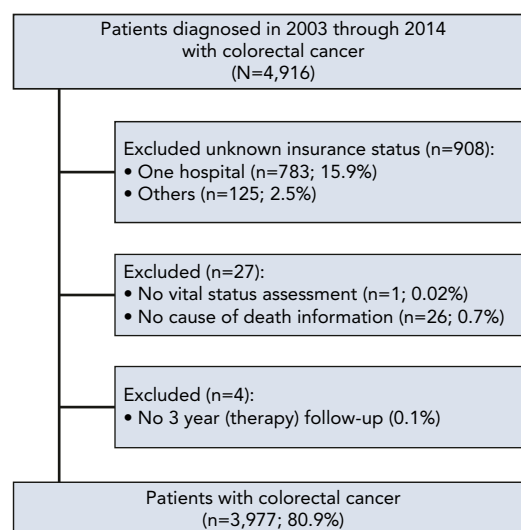 Patients diagnosed in 2003 through 2014
with colorectal cancer
(N=4,916)
Excluded unknown insurance status (n=908):
• One hospital (n=783; 15.9%)
• Others (n=125; 2.5%)
Excluded (n=27):
• No vital status assessment (n=1; 0.02%)
• No cause of death information (n=26; 0.7%)
Excluded (n=4):
• No 3 year (therapy) follow-up (0.1%)
Patients with colorectal cancer
(n=3,977; 80.9%)